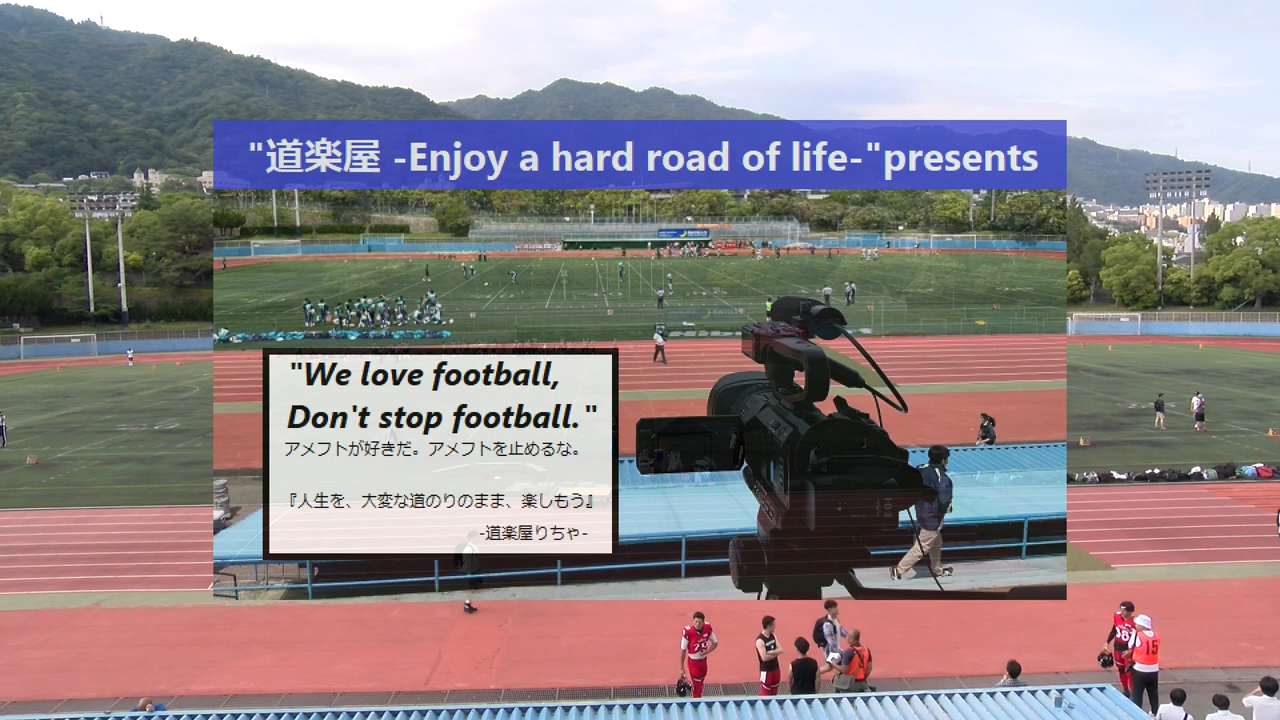 "道楽屋 -Enjoy a hard road of life-"presents
"We love football,
Don't stop football."
アメフトが好きだ。アメフトを止めるな。
『人生を、大変な道のりのまま、楽しもう』
-道楽屋りちゃ-
15